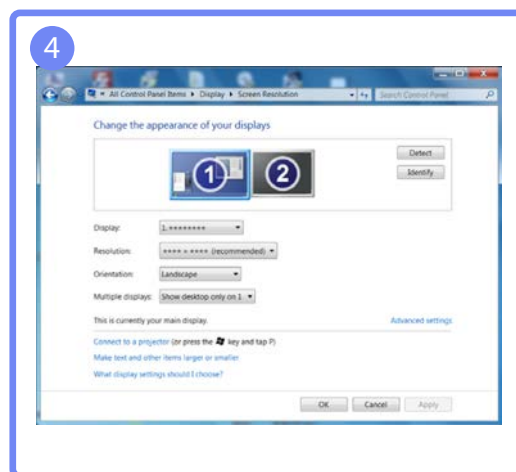 4
All Control Panel Items ▸ Display ▸ Screen Resolution
Search Control Panel
Change the appearance of your displays
1 2
Detect
Identify
Display: 1. ********
Resolution: **** × **** (recommended)
Orientation: Landscape
Multiple displays: Show desktop only on 1
This is currently your main display.
Advanced settings
Connect to a projector (or press the key and tap P)
Make text and other items larger or smaller
What display settings should I choose?
OK Cancel Apply